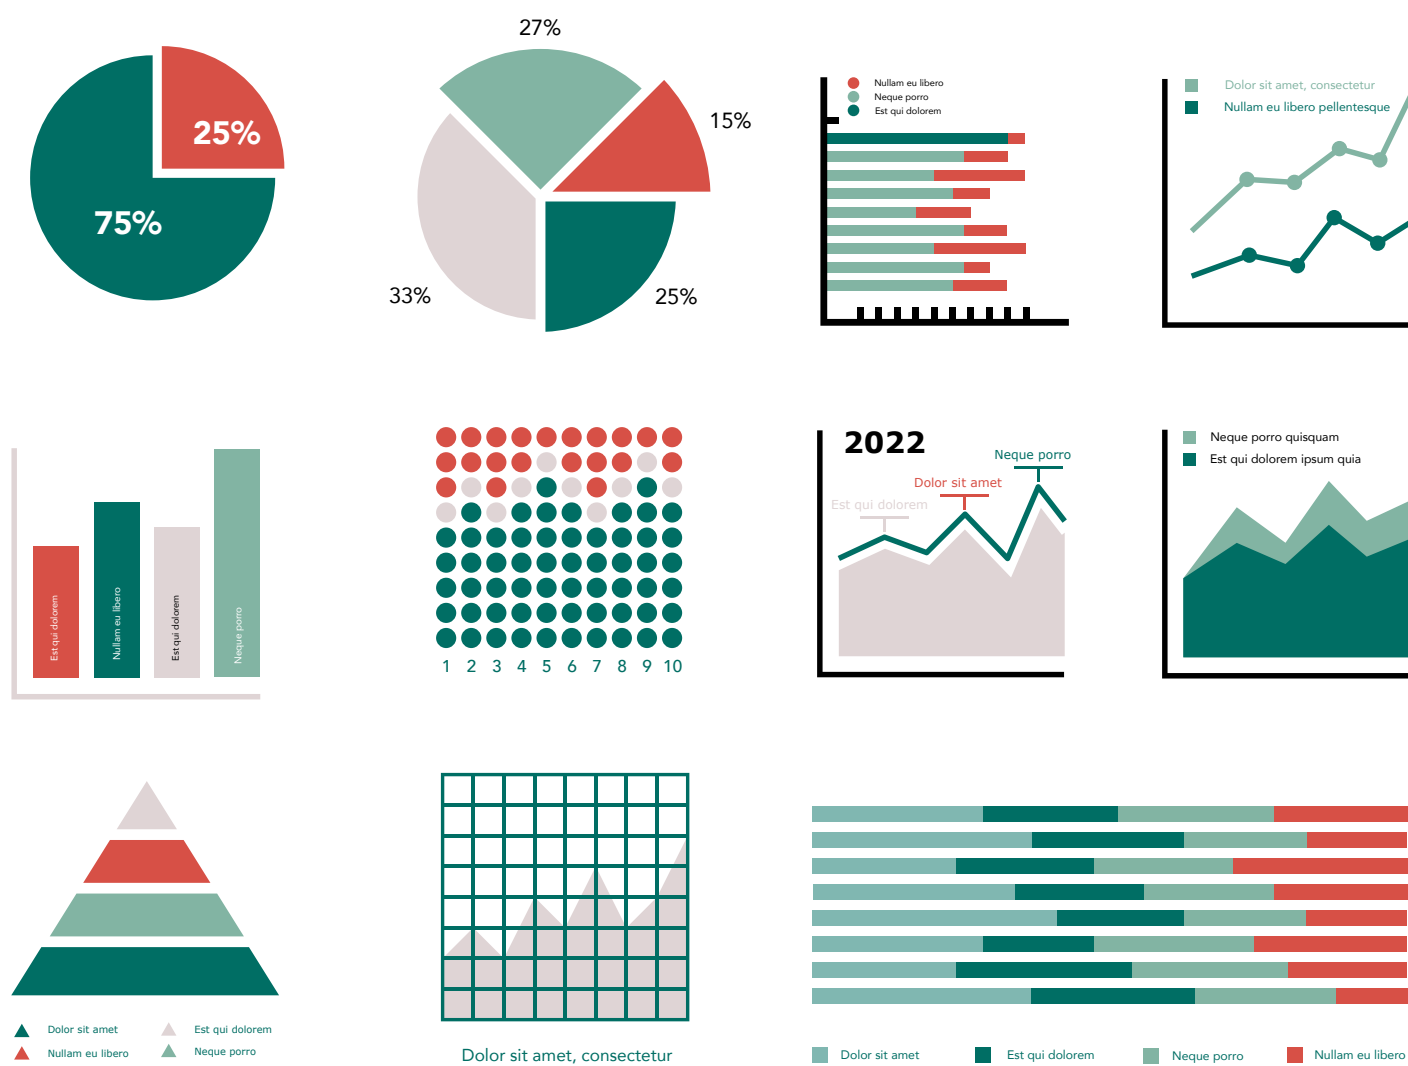 25%
75%
27%
15%
33%
25%
Nullam eu libero
Neque porro
Est qui dolorem
Dolor sit amet, consectetur
Nullam eu libero pellentesque
Est qui dolorem
Nullam eu libero
Est qui dolorem
Neque porro
1 2 3 4 5 6 7 8 9 10
2022
Neque porro
Dolor sit amet
Est qui dolorem
Neque porro quisquam
Est qui dolorem ipsum quia
Dolor sit amet
Est qui dolorem
Nullam eu libero
Neque porro
Dolor sit amet, consectetur
Dolor sit amet
Est qui dolorem
Neque porro
Nullam eu libero